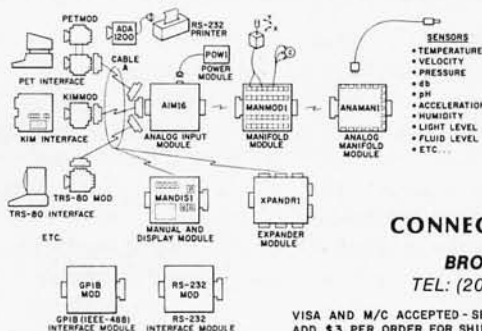 PETMOD
ADA
1200
RS-232
PRINTER
PET INTERFACE
CABLE
A
POW1
POWER
MODULE
KIMMOD
KIM INTERFACE
AIM16
ANALOG INPUT
MODULE
MANMOD1
MANIFOLD
MODULE
ANAMAN1
ANALOG
MANIFOLD
MODULE
SENSORS
• TEMPERATURE
• VELOCITY
• PRESSURE
• db
• pH
• ACCELERATION
• HUMIDITY
• LIGHT LEVEL
• FLUID LEVEL
• ETC...
TRS-80 MOD
TRS-80 INTERFACE
ETC.
MANDIS1
MANUAL AND
DISPLAY MODULE
XPANDR1
EXPANDER
MODULE
GPIB
MOD
GPIB (IEEE-488)
INTERFACE MODULE
RS-232
MOD
RS-232
INTERFACE MODULE
CONNEC
BRO
TEL: (20
VISA AND M/C ACCEPTED - S
ADD $3 PER ORDER FOR SHI